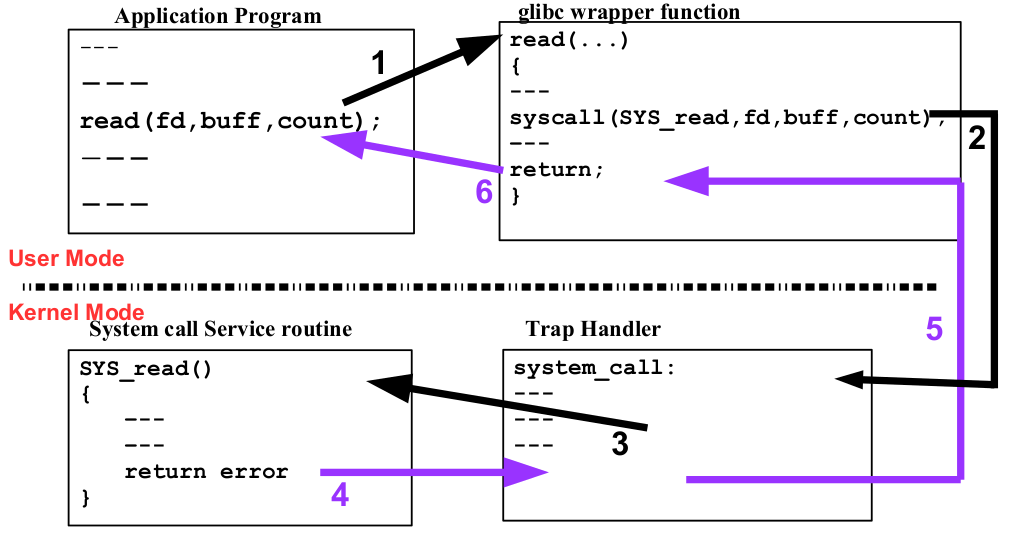 Application Program
---
---
read(fd,buff,count);
---
---
1
glibc wrapper function
read(...)
{
---
syscall(SYS_read,fd,buff,count);
---
return;
}
2
6
User Mode
Kernel Mode
System call Service routine
SYS_read()
{
---
---
return error
}
4
Trap Handler
system_call:
---
---
---
3
5